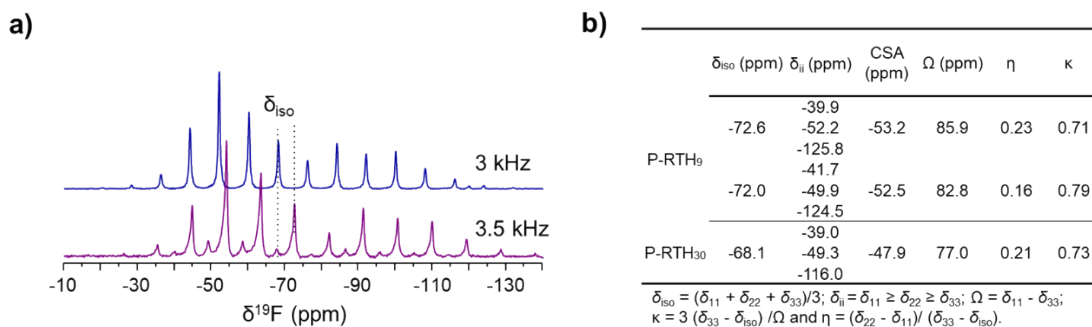 a)
δiso
3 kHz
3.5 kHz
-10 -30 -50 -70 -90 -110 -130
δ¹⁹F (ppm)
b)
δiso (ppm) δii (ppm) CSA (ppm) Ω (ppm) η κ
-39.9
-72.6 -52.2 -53.2 85.9 0.23 0.71
-125.8
P-RTH₉
-41.7
-72.0 -49.9 -52.5 82.8 0.16 0.79
-124.5
-39.0
P-RTH₃₀ -68.1 -49.3 -47.9 77.0 0.21 0.73
-116.0
δiso = (δ₁₁ + δ₂₂ + δ₃₃)/3; δii = δ₁₁ ≥ δ₂₂ ≥ δ₃₃; Ω = δ₁₁ - δ₃₃;
κ = 3 (δ₃₃ - δiso) /Ω and η = (δ₂₂ - δ₁₁)/ (δ₃₃ - δiso).